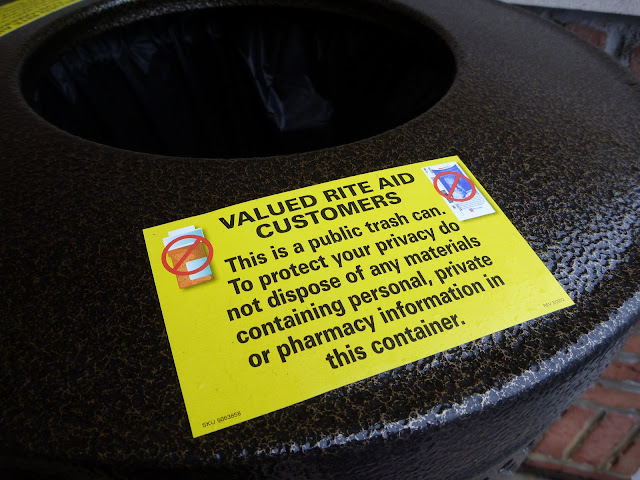 VALUED RITE AID
CUSTOMERS
This is a public trash can.
To protect your privacy do
not dispose of any materials
containing personal, private
or pharmacy information in
this container.